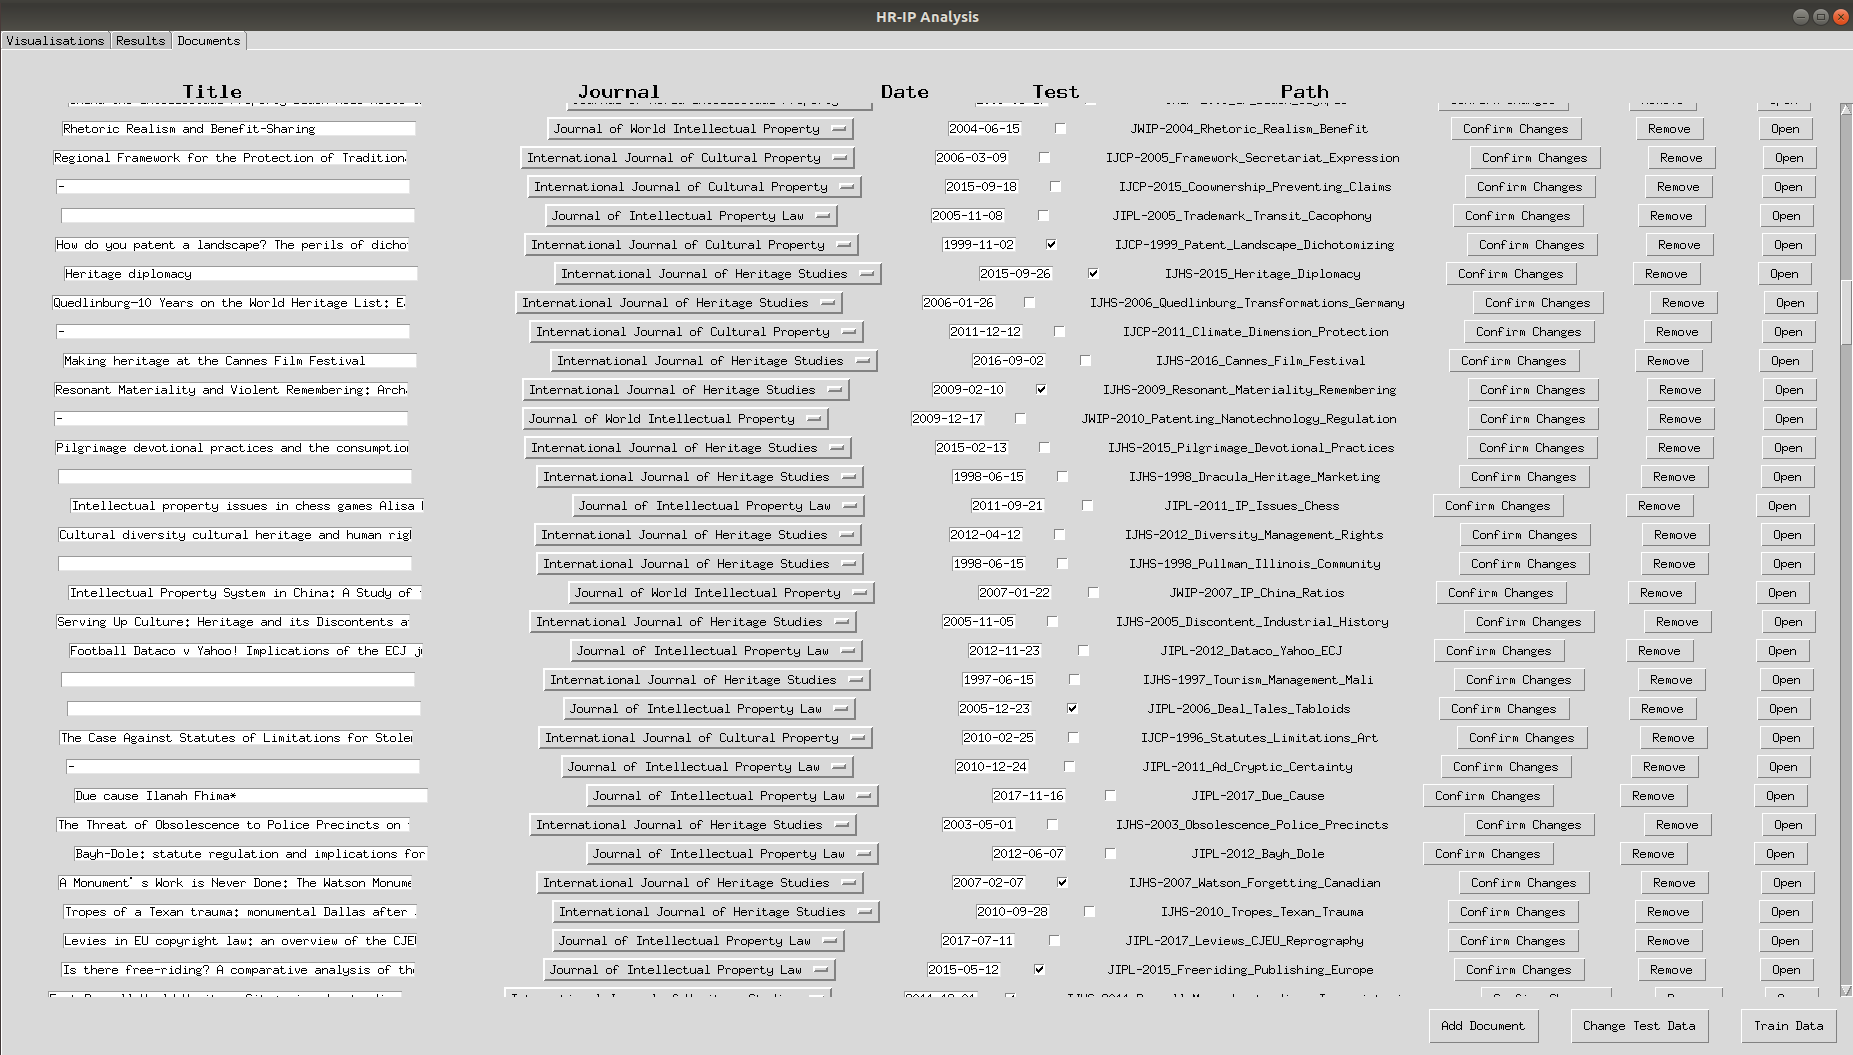 HR-IP Analysis
Visualisations Results Documents
Title Journal Date Test Path
Rhetoric Realism and Benefit-Sharing Journal of World Intellectual Property 2004-06-15 JWIP-2004_Rhetoric_Realism_Benefit Confirm Changes Remove Open
Regional Framework for the Protection of Tradition International Journal of Cultural Property 2006-03-09 IJCP-2005_Framework_Secretariat_Expression Confirm Changes Remove Open
- International Journal of Cultural Property 2015-09-18 IJCP-2015_Coownership_Preventing_Claims Confirm Changes Remove Open
Journal of Intellectual Property Law 2005-11-08 JIPL-2005_Trademark_Transit_Cacophony Confirm Changes Remove Open
How do you patent a landscape? The perils of dicho International Journal of Cultural Property 1999-11-02 IJCP-1999_Patent_Landscape_Dichotomizing Confirm Changes Remove Open
Heritage diplomacy International Journal of Heritage Studies 2015-09-26 IJHS-2015_Heritage_Diplomacy Confirm Changes Remove Open
Quedlinburg—10 Years on the World Heritage List: E International Journal of Heritage Studies 2006-01-26 IJHS-2006_Quedlinburg_Transformations_Germany Confirm Changes Remove Open
- International Journal of Cultural Property 2011-12-12 IJCP-2011_Climate_Dimension_Protection Confirm Changes Remove Open
Making heritage at the Cannes Film Festival International Journal of Heritage Studies 2016-09-02 IJHS-2016_Cannes_Film_Festival Confirm Changes Remove Open
Resonant Materiality and Violent Remembering: Arch International Journal of Heritage Studies 2009-02-10 IJHS-2009_Resonant_Materiality_Remembering Confirm Changes Remove Open
- Journal of World Intellectual Property 2009-12-17 JWIP-2010_Patenting_Nanotechnology_Regulation Confirm Changes Remove Open
Pilgrimage devotional practices and the consumptio International Journal of Heritage Studies 2015-02-13 IJHS-2015_Pilgrimage_Devotional_Practices Confirm Changes Remove Open
International Journal of Heritage Studies 1998-06-15 IJHS-1998_Dracula_Heritage_Marketing Confirm Changes Remove Open
Intellectual property issues in chess games Alisa Journal of Intellectual Property Law 2011-09-21 JIPL-2011_IP_Issues_Chess Confirm Changes Remove Open
Cultural diversity cultural heritage and human rig International Journal of Heritage Studies 2012-04-12 IJHS-2012_Diversity_Management_Rights Confirm Changes Remove Open
International Journal of Heritage Studies 1998-06-15 IJHS-1998_Pullman_Illinois_Community Confirm Changes Remove Open
Intellectual Property System in China: A Study of Journal of World Intellectual Property 2007-01-22 JWIP-2007_IP_China_Ratios Confirm Changes Remove Open
Serving Up Culture: Heritage and its Discontents a International Journal of Heritage Studies 2005-11-05 IJHS-2005_Discontent_Industrial_History Confirm Changes Remove Open
Football Dataco v Yahoo! Implications of the ECJ j Journal of Intellectual Property Law 2012-11-23 JIPL-2012_Dataco_Yahoo_ECJ Confirm Changes Remove Open
International Journal of Heritage Studies 1997-06-15 IJHS-1997_Tourism_Management_Mali Confirm Changes Remove Open
Journal of Intellectual Property Law 2005-12-23 JIPL-2006_Deal_Tales_Tabloids Confirm Changes Remove Open
The Case Against Statutes of Limitations for Stole International Journal of Cultural Property 2010-02-25 IJCP-1996_Statutes_Limitations_Art Confirm Changes Remove Open
- Journal of Intellectual Property Law 2010-12-24 JIPL-2011_Ad_Cryptic_Certainty Confirm Changes Remove Open
Due cause Ilanah Fhima* Journal of Intellectual Property Law 2017-11-16 JIPL-2017_Due_Cause Confirm Changes Remove Open
The Threat of Obsolescence to Police Precincts on International Journal of Heritage Studies 2003-05-01 IJHS-2003_Obsolescence_Police_Precincts Confirm Changes Remove Open
Bayh-Dole: statute regulation and implications for Journal of Intellectual Property Law 2012-06-07 JIPL-2012_Bayh_Dole Confirm Changes Remove Open
A Monument's Work is Never Done: The Watson Monume International Journal of Heritage Studies 2007-02-07 IJHS-2007_Watson_Forgetting_Canadian Confirm Changes Remove Open
Tropes of a Texan trauma: monumental Dallas after International Journal of Heritage Studies 2010-09-28 IJHS-2010_Tropes_Texan_Trauma Confirm Changes Remove Open
Levies in EU copyright law: an overview of the CJE Journal of Intellectual Property Law 2017-07-11 JIPL-2017_Leviews_CJEU_Reprography Confirm Changes Remove Open
Is there free-riding? A comparative analysis of th Journal of Intellectual Property Law 2015-05-12 JIPL-2015_Freeriding_Publishing_Europe Confirm Changes Remove Open
Add Document Change Test Data Train Data